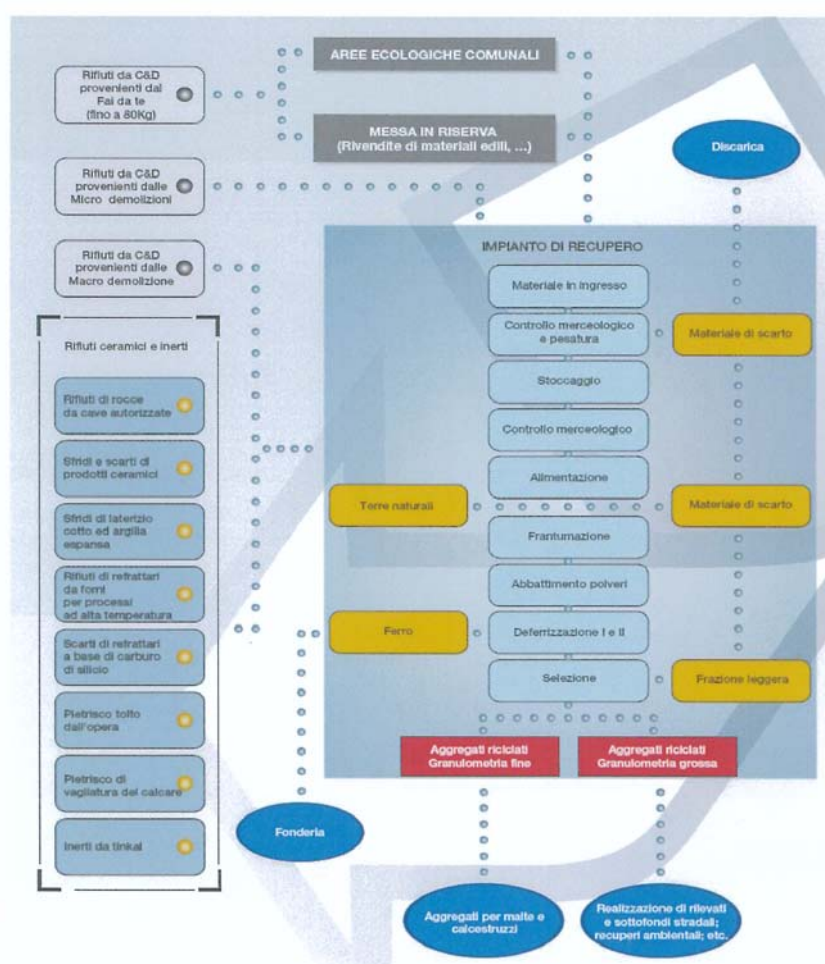 Rifiuti da C&D
provenienti dal
Fai da te
(fino a 80Kg)
AREE ECOLOGICHE COMUNALI
MESSA IN RISERVA
(Rivendite di materiali edili, ...)
Discarica
Rifiuti da C&D
provenienti dalle
Micro demolizioni
Rifiuti da C&D
provenienti dalle
Macro demolizione
IMPIANTO DI RECUPERO
Materiale in ingresso
Controllo merceologico
e pesatura
Materiale di scarto
Stoccaggio
Controllo merceologico
Alimentazione
Terre naturali
Materiale di scarto
Frantumazione
Abbattimento polveri
Ferro
Deferrizzazione I e II
Selezione
Frazione leggera
Aggregati riciclati
Granulometria fine
Aggregati riciclati
Granulometria grossa
Rifiuti ceramici e inerti
Rifiuti di rocce
da cave autorizzate
Sfridi e scarti di
prodotti ceramici
Sfridi di laterizio
cotto ed argilla
espansa
Rifiuti di refrattari
da forni
per processi
ad alta temperatura
Scarti di refrattari
a base di carburo
di silicio
Pietrisco tolto
dall'opera
Pietrisco di
vagliatura del calcare
Inerti da tinkal
Fonderia
Aggregati per malte e
calcestruzzi
Realizzazione di rilevati
e sottofondi stradali;
recuperi ambientali; etc.